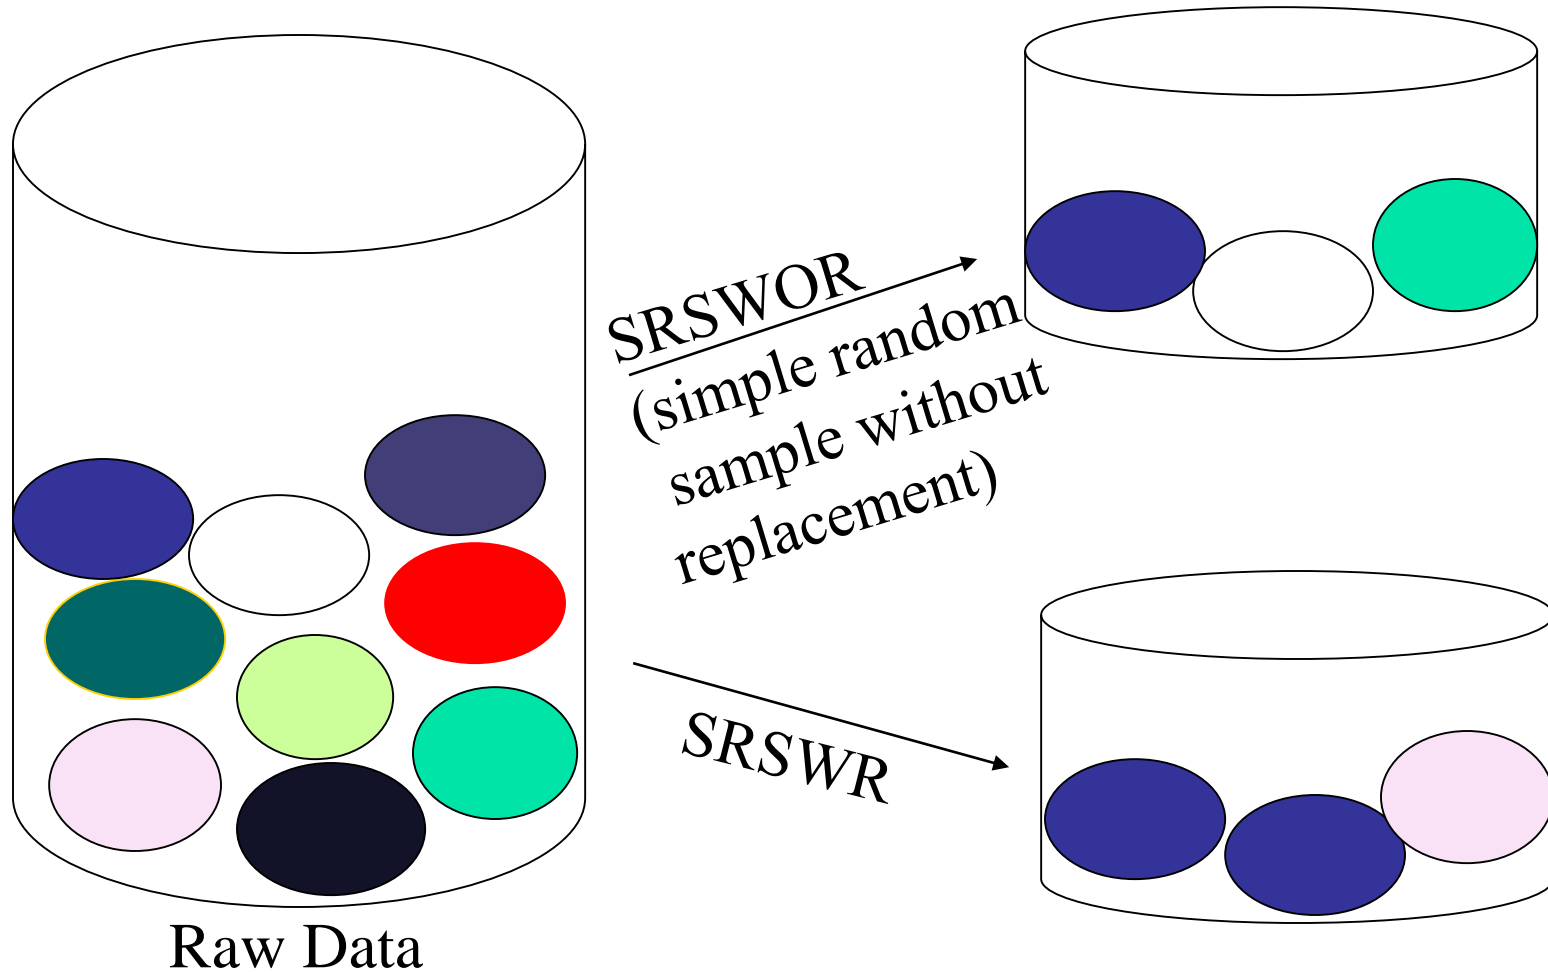 SRSWOR
(simple random
sample without
replacement)
SRSWR
Raw Data